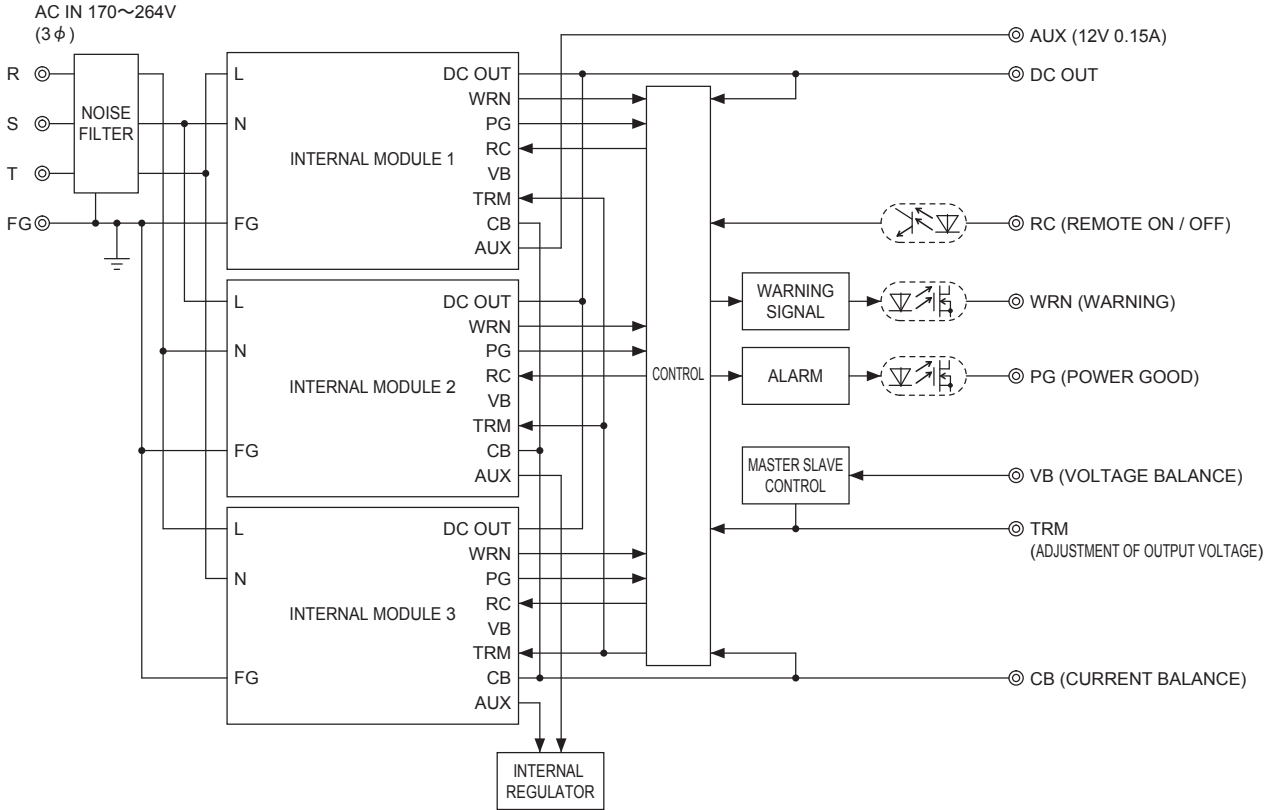 AC IN 170～264V
(3φ)
R
S
T
FG
NOISE
FILTER
L
N
FG
INTERNAL MODULE 1
DC OUT
WRN
PG
RC
VB
TRM
CB
AUX
L
N
FG
INTERNAL MODULE 2
DC OUT
WRN
PG
RC
VB
TRM
CB
AUX
L
N
FG
INTERNAL MODULE 3
DC OUT
WRN
PG
RC
VB
TRM
CB
AUX
INTERNAL
REGULATOR
CONTROL
WARNING
SIGNAL
ALARM
MASTER SLAVE
CONTROL
AUX (12V 0.15A)
DC OUT
RC (REMOTE ON / OFF)
WRN (WARNING)
PG (POWER GOOD)
VB (VOLTAGE BALANCE)
TRM
(ADJUSTMENT OF OUTPUT VOLTAGE)
CB (CURRENT BALANCE)